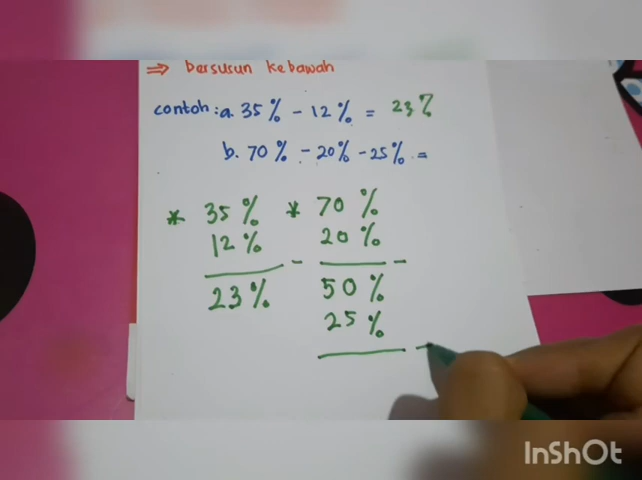 ⇒ bersusun kebawah
contoh: a. 35% - 12% = 23%
b. 70% - 20% - 25% =
* 35% * 70%
12% 20%
- -
23% 50%
25%
-
InShOt